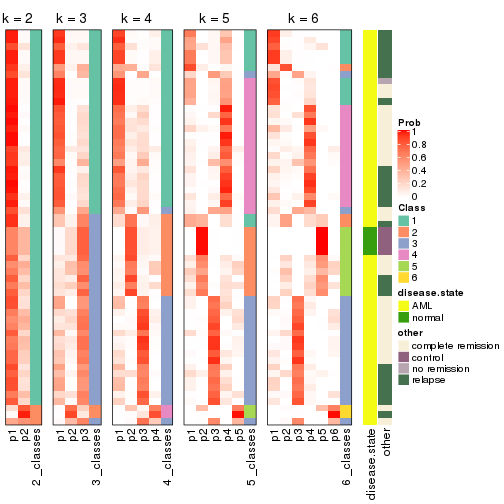 k = 2 k = 3 k = 4 k = 5 k = 6
Prob
1
0.8
0.6
0.4
0.2
0
Class
1
2
3
4
5
6
disease.state
AML
normal
other
complete remission
control
no remission
relapse
p1 p2 2_classes p1 p2 p3 3_classes p1 p2 p3 p4 4_classes p1 p2 p3 p4 p5 5_classes p1 p2 p3 p4 p5 p6 6_classes disease.state other